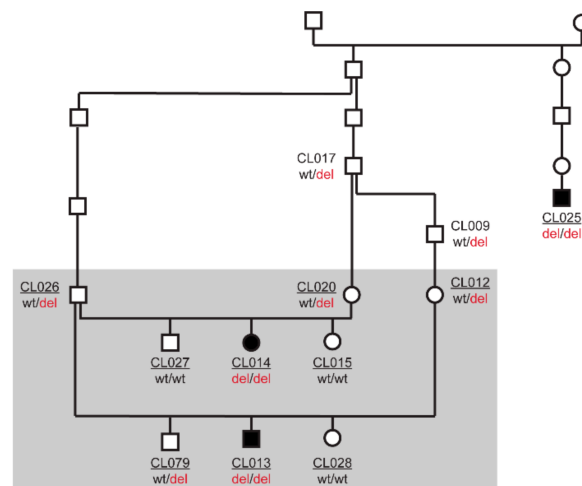 CL017
wt/del
CL025
del/del
CL009
wt/del
CL026
wt/del
CL020
wt/del
CL012
wt/del
CL027
wt/wt
CL014
del/del
CL015
wt/wt
CL079
wt/del
CL013
del/del
CL028
wt/wt